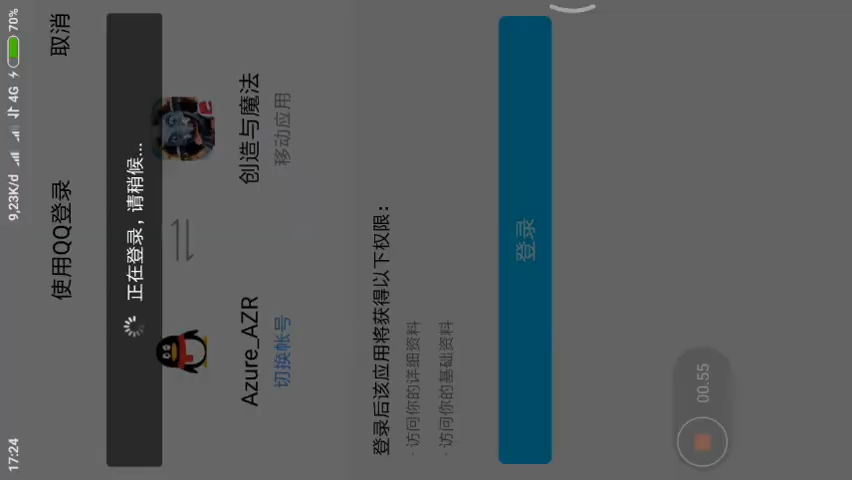 17:24
9,23K/d 4G 70%
使用QQ登录
取消
正在登录，请稍候...
Azure_AZR
切换帐号
创造与魔法
移动应用
登录后该应用将获得以下权限：
· 访问你的详细资料
· 访问你的基础资料
登录
00.55